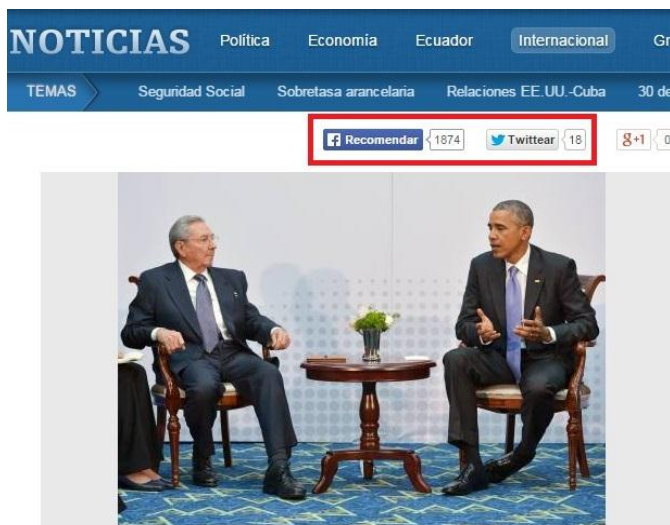 NOTICIAS Política Economía Ecuador Internacional
TEMAS Seguridad Social Sobretasa arancelaria Relaciones EE.UU.-Cuba 30 de
Recomendar 1874 Twittear 18 g+1 0